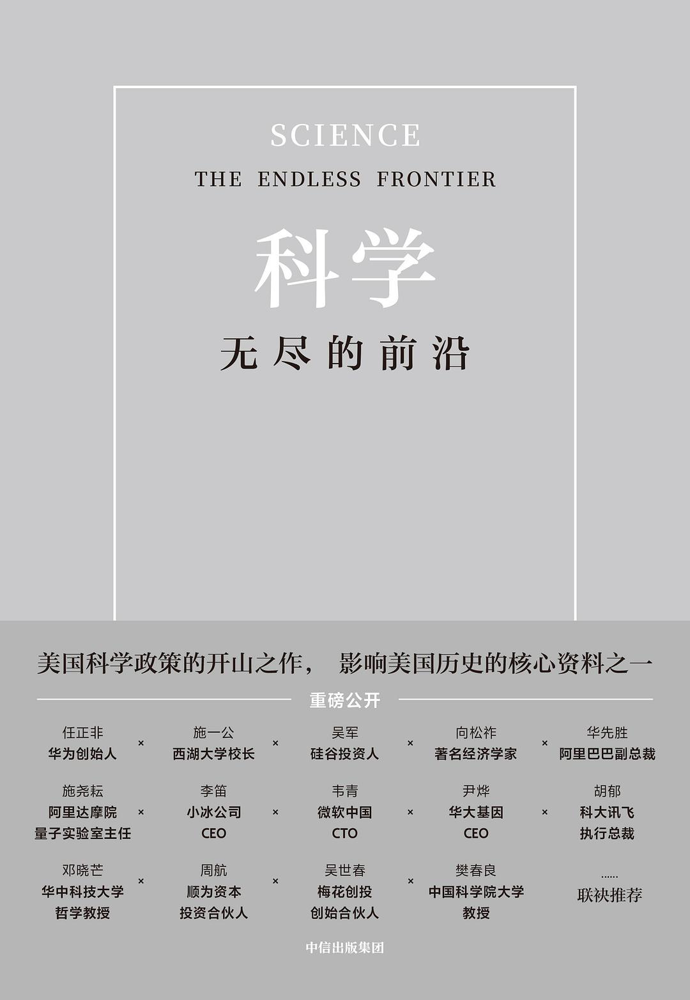 SCIENCE
THE ENDLESS FRONTIER
科学
无尽的前沿
美国科学政策的开山之作， 影响美国历史的核心资料之一
重磅公开
任正非 × 施一公 × 吴军 × 向松祚 × 华先胜
华为创始人 西湖大学校长 硅谷投资人 著名经济学家 阿里巴巴副总裁
施尧耘 李笛 韦青 尹烨 胡郁
阿里达摩院 × 小冰公司 × 微软中国 × 华大基因 × 科大讯飞
量子实验室主任 CEO CTO CEO 执行总裁
邓晓芒 × 周航 × 吴世春 × 樊春良 ……
华中科技大学 顺为资本 梅花创投 中国科学院大学 联袂推荐
哲学教授 投资合伙人 创始合伙人 教授
中信出版集团